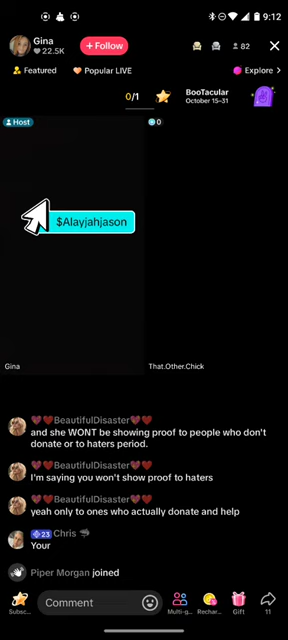 9:12
Gina
22.5K
+ Follow
82
Featured
Popular LIVE
Explore >
0/1
BooTacular
October 15–31
Host
0
$Alayjahjason
Gina
That.Other.Chick
BeautifulDisaster
and she WONT be showing proof to people who don't
donate or to haters period.
BeautifulDisaster
I'm saying you won't show proof to haters
BeautifulDisaster
yeah only to ones who actually donate and help
23 Chris
Your
Piper Morgan joined
Subsc...
Comment
Multi-g...
Rechar...
Gift
11